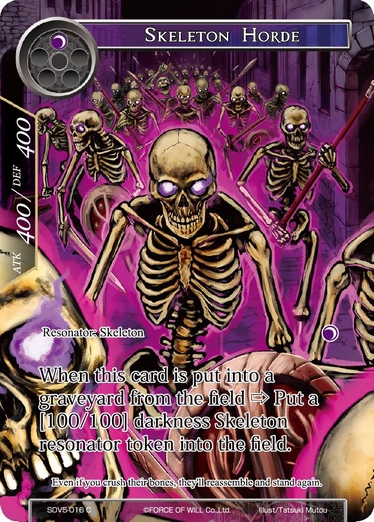 Skeleton Horde
ATK 400 / DEF 400
Resonator: Skeleton
When this card is put into a
graveyard from the field ⇨ Put a
[100/100] darkness Skeleton
resonator token into the field.
Even if you crush their bones, they'll reassemble and stand again.
SDV5-016 C ©FORCE OF WILL Co.,Ltd. Illust/Tatsuki Mutou